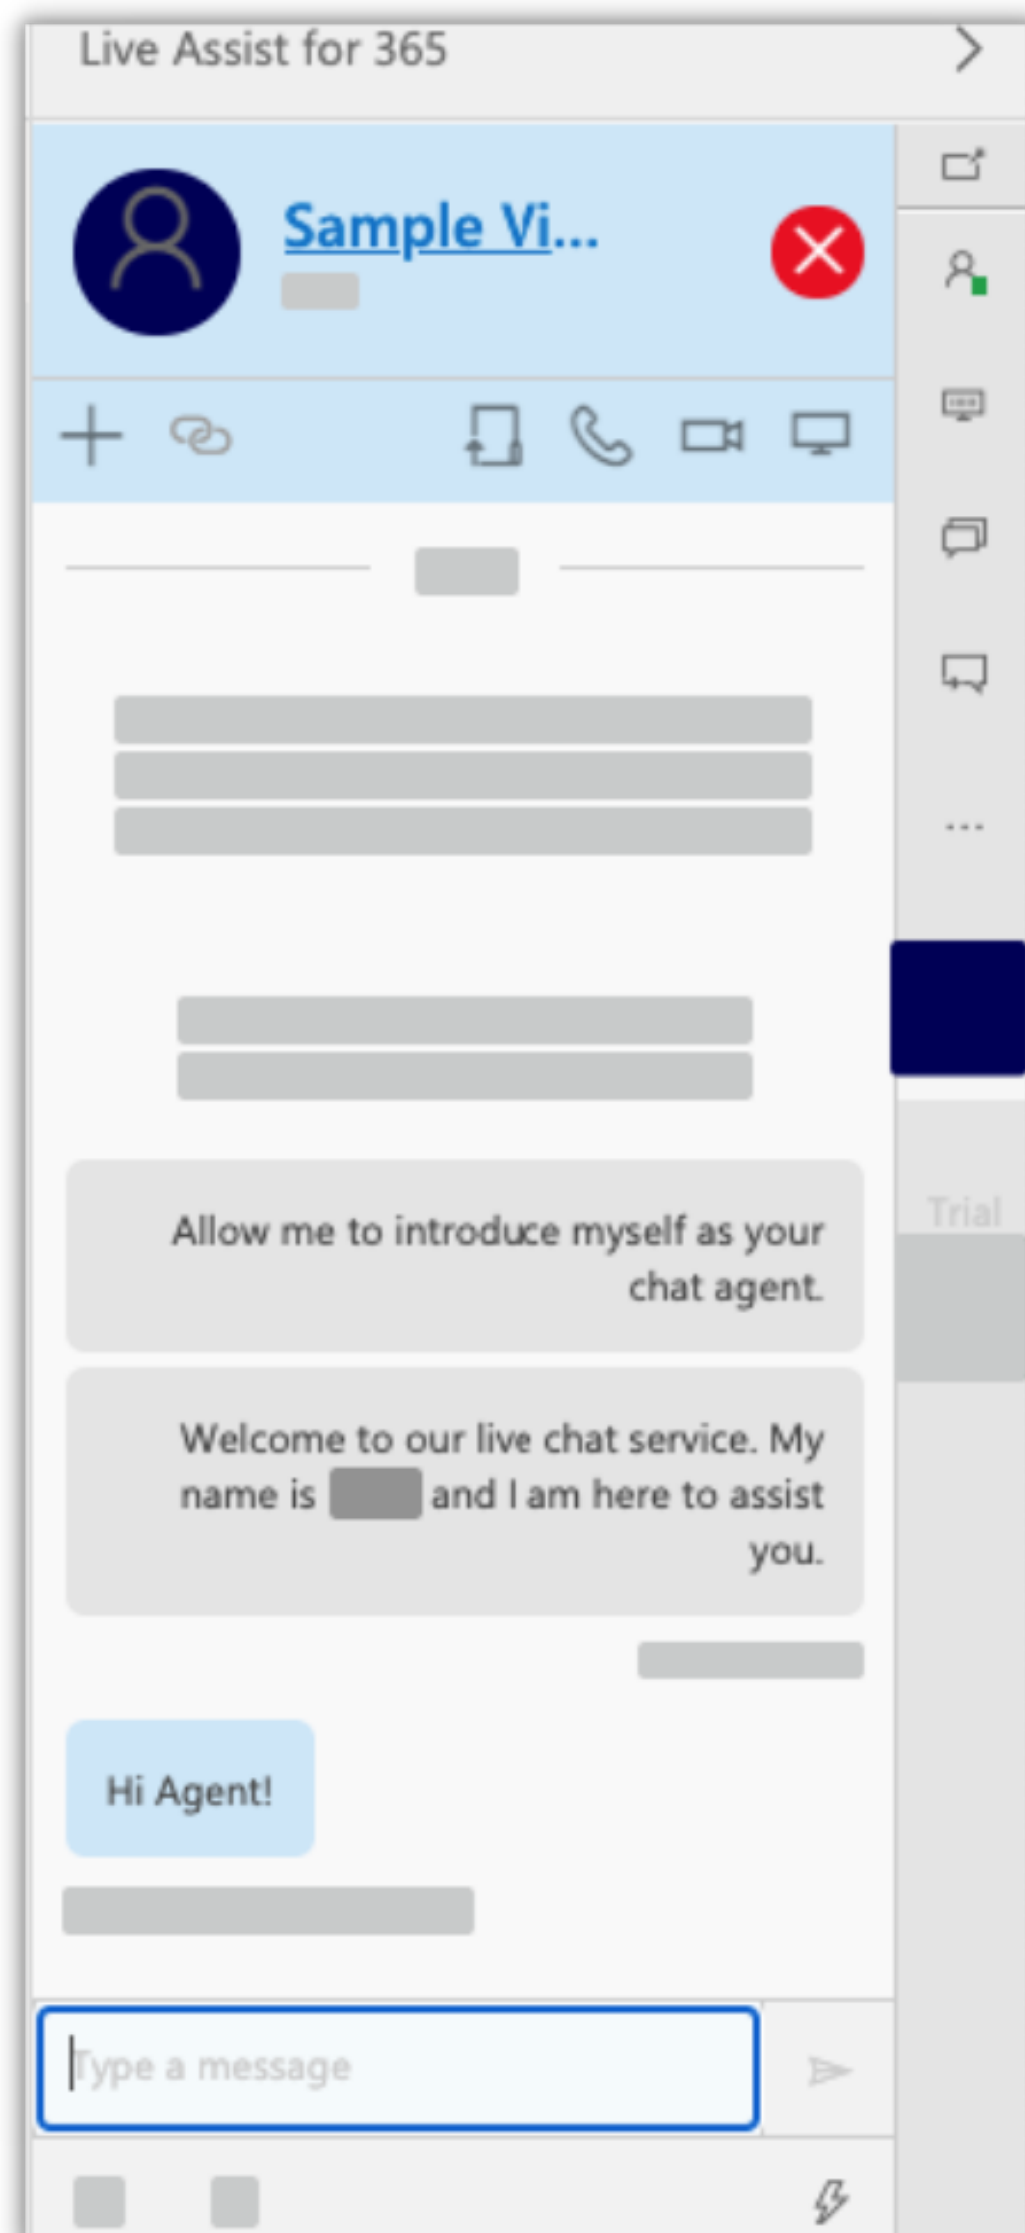 Live Assist for 365
Sample Vi...
Allow me to introduce myself as your
chat agent.
Welcome to our live chat service. My
name is and I am here to assist
you.
Hi Agent!
Type a message
Trial